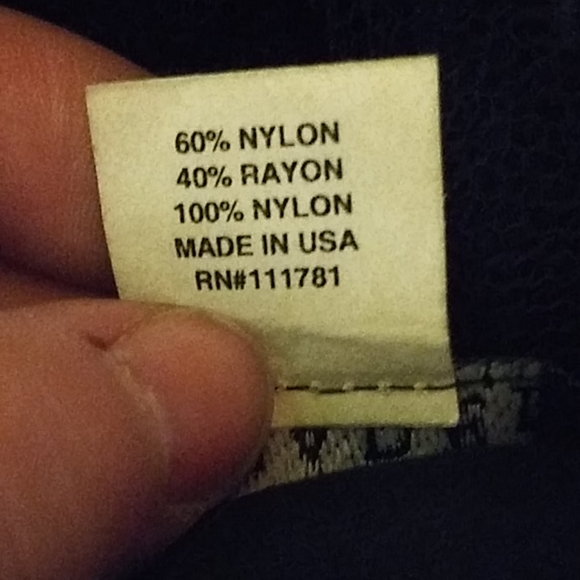 60% NYLON
40% RAYON
100% NYLON
MADE IN USA
RN#111781